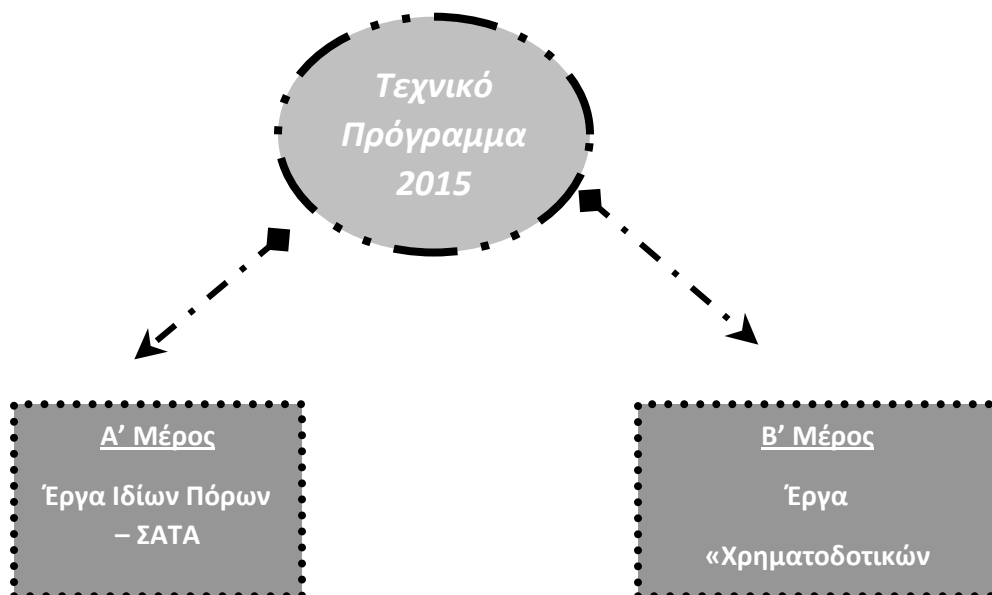 Τεχνικό
Πρόγραμμα
2015
Α’ Μέρος
Έργα Ιδίων Πόρων
– ΣΑΤΑ
Β’ Μέρος
Έργα
«Χρηματοδοτικών